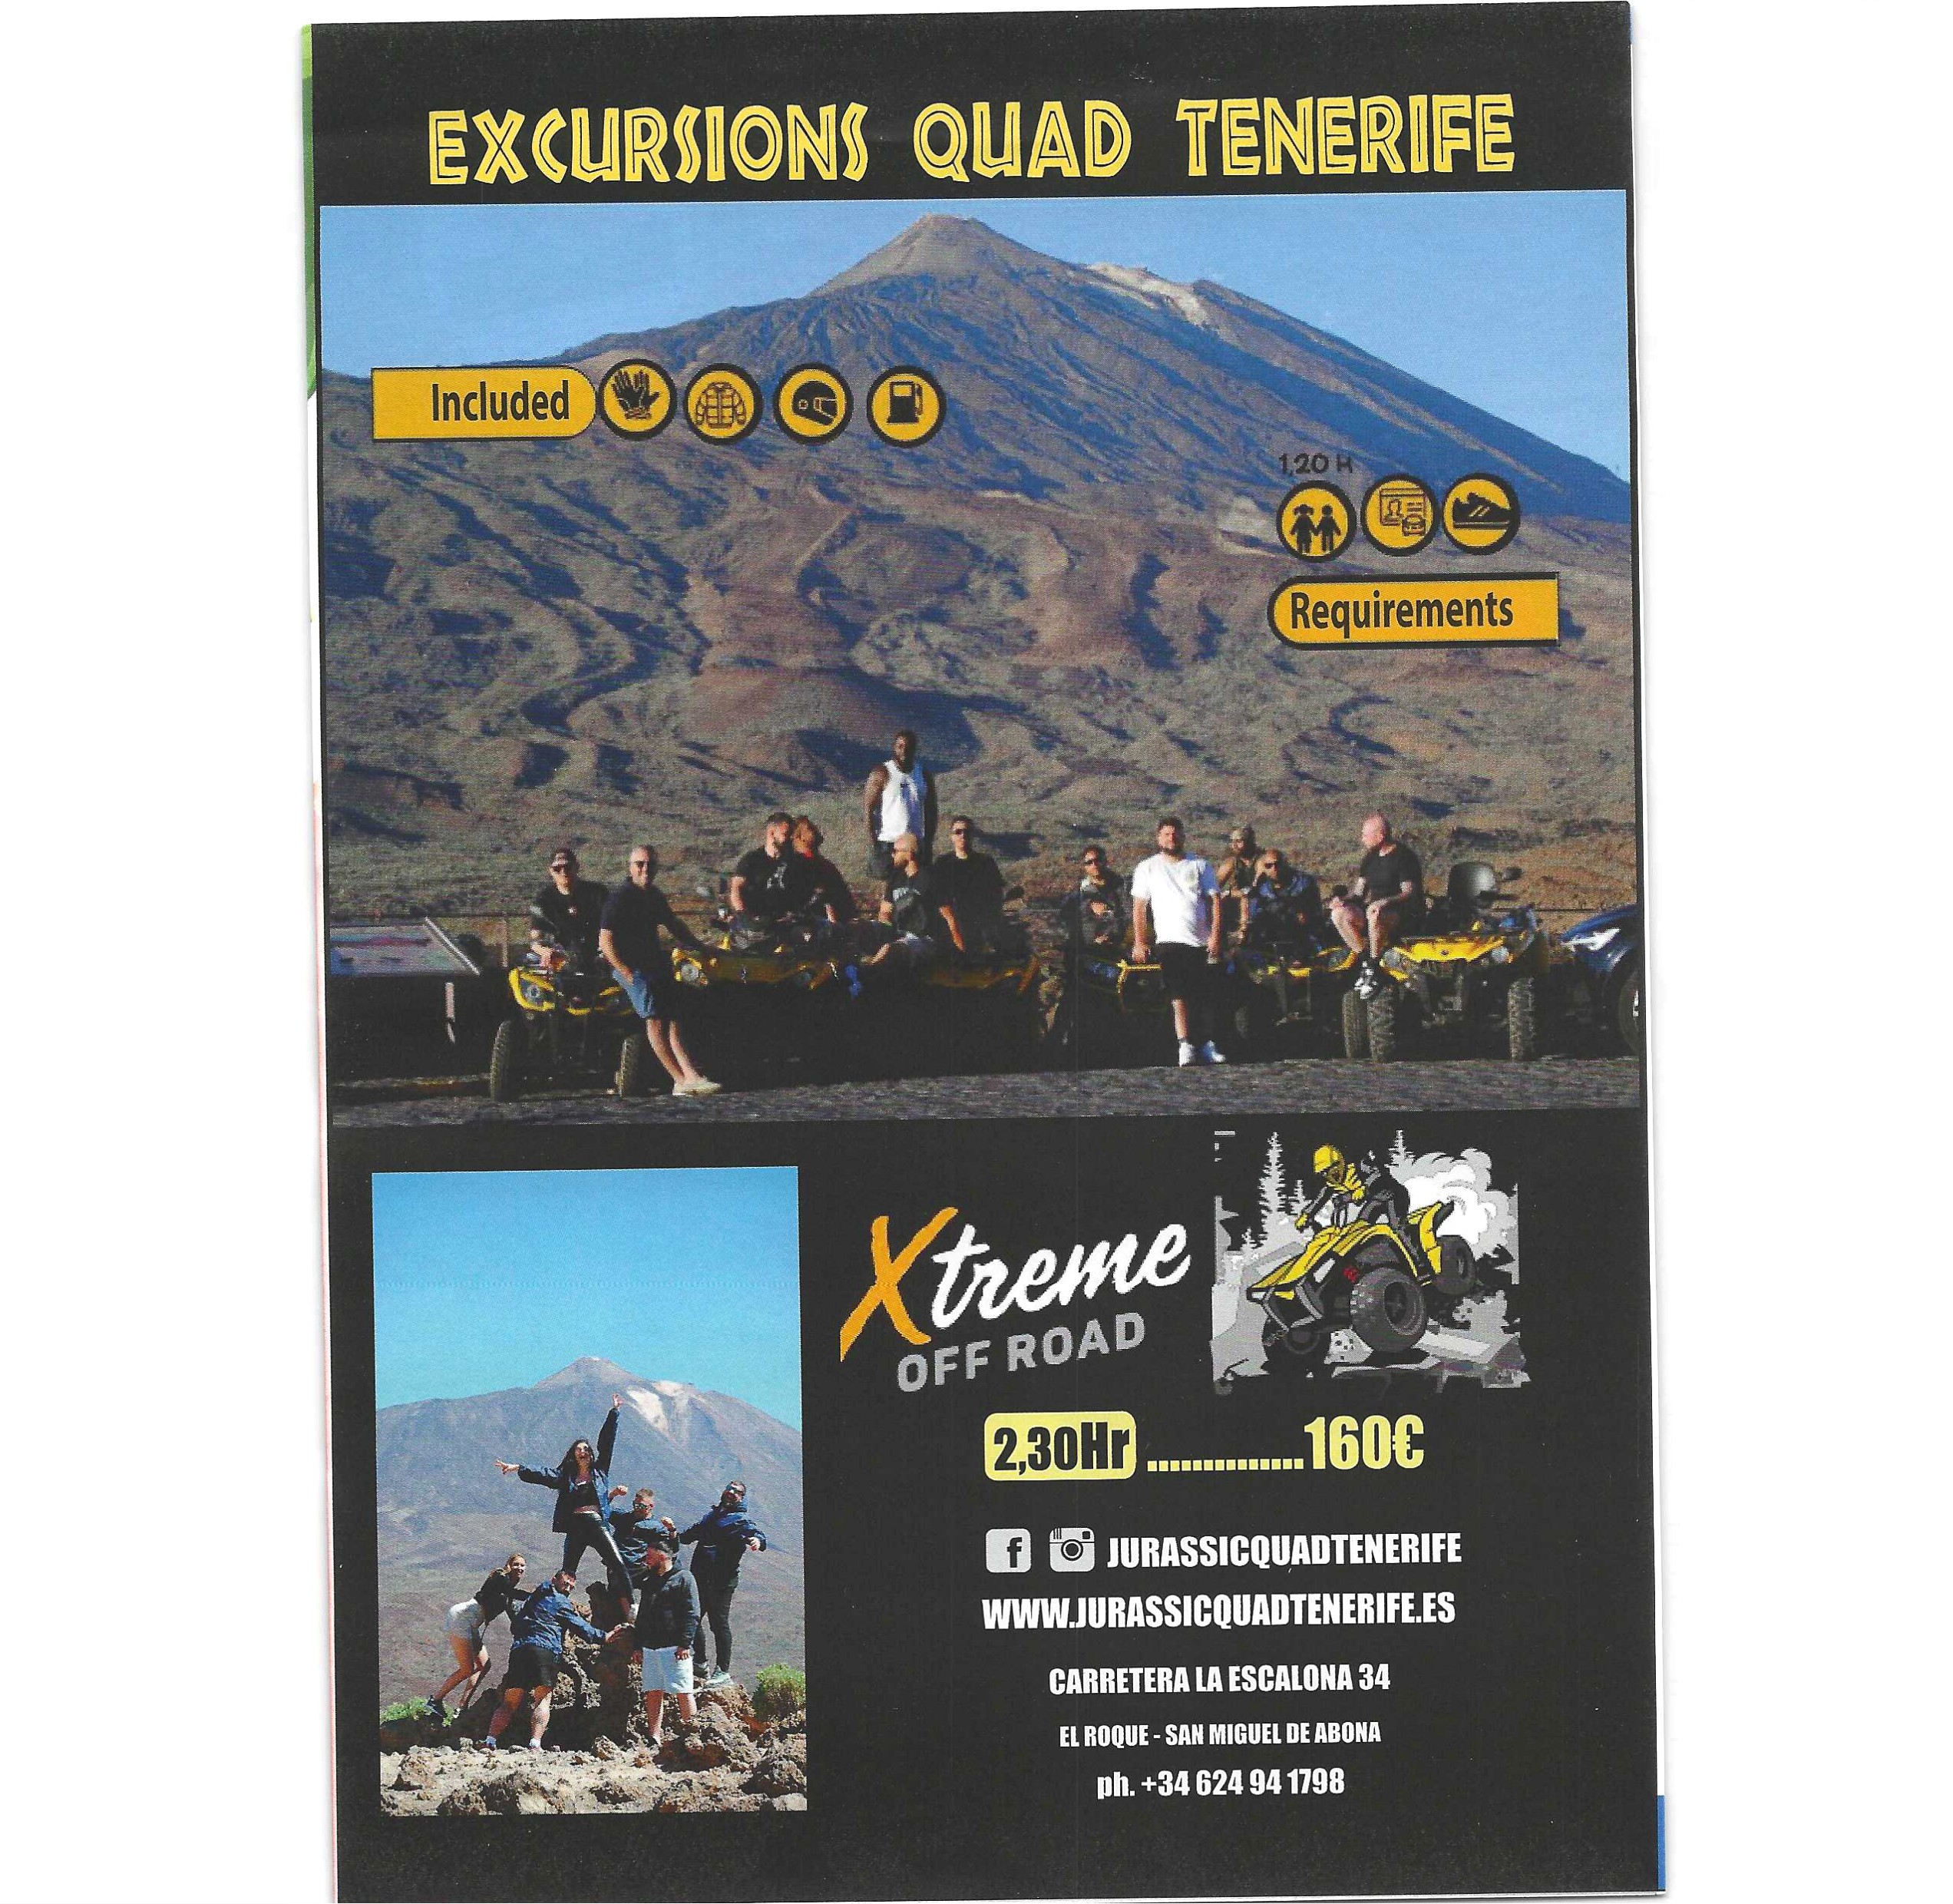 EXCURSIONS QUAD TENERIFE
Included
1,20 H
Requirements
Xtreme
OFF ROAD
2,30Hr ..............160€
JURASSICQUADTENERIFE
WWW.JURASSICQUADTENERIFE.ES
CARRETERA LA ESCALONA 34
EL ROQUE - SAN MIGUEL DE ABONA
ph. +34 624 94 1798